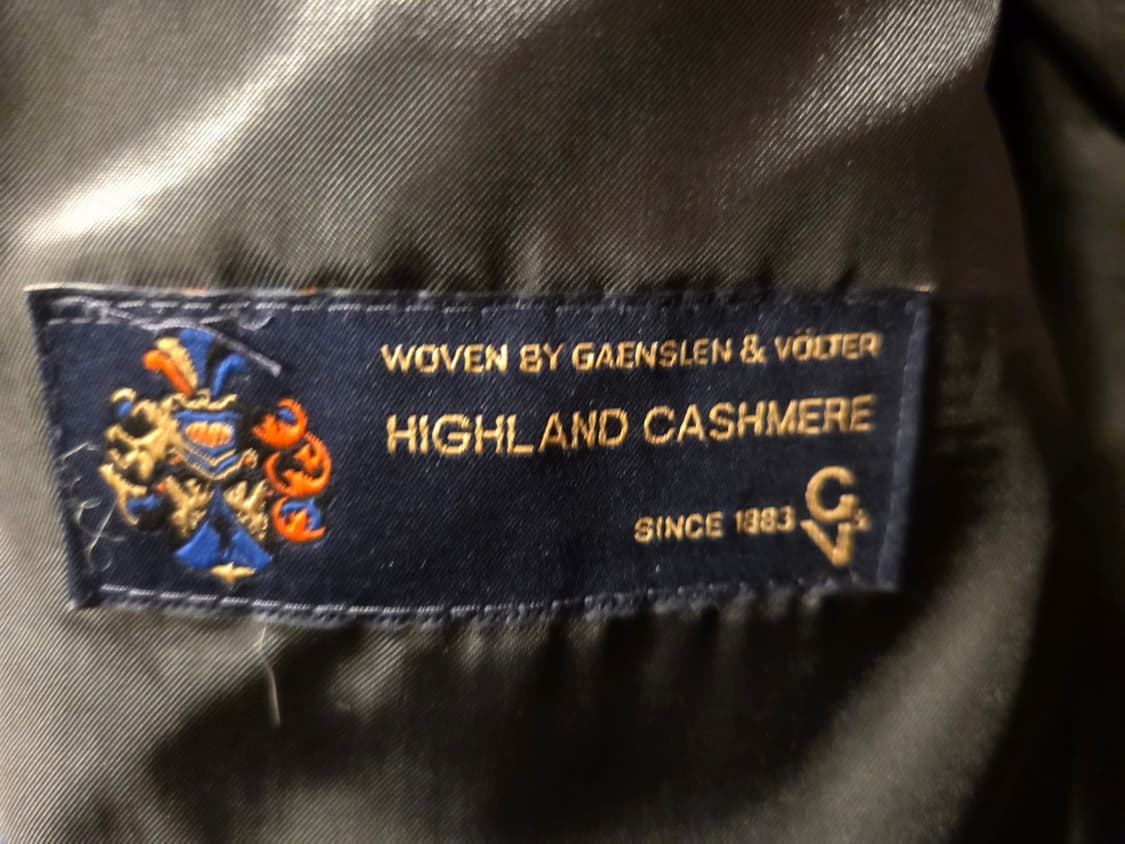 WOVEN BY GAENSLEN & VÖLTER
HIGHLAND CASHMERE
SINCE 1883
G
V